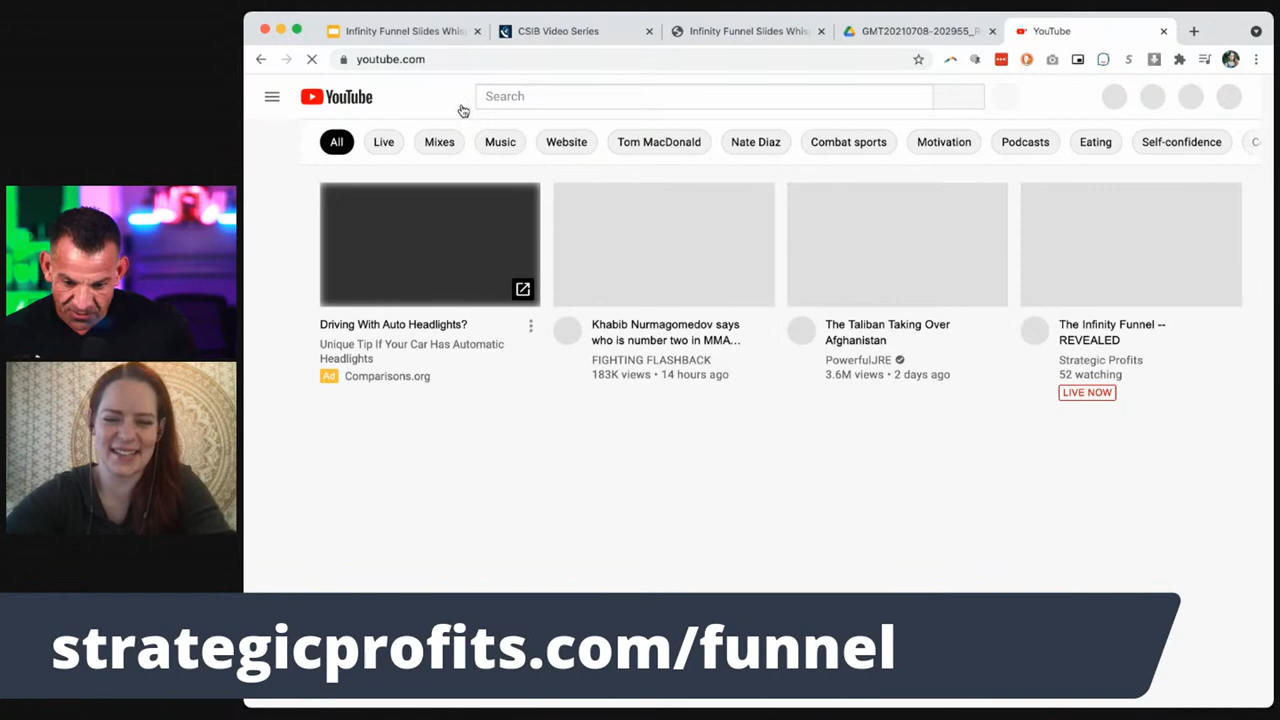 Infinity Funnel Slides Whis
CSIB Video Series
Infinity Funnel Slides Whis
GMT20210708-202955_R
YouTube
youtube.com
YouTube
Search
All
Live
Mixes
Music
Website
Tom MacDonald
Nate Diaz
Combat sports
Motivation
Podcasts
Eating
Self-confidence
Driving With Auto Headlights?
Unique Tip If Your Car Has Automatic
Headlights
Ad Comparisons.org
Khabib Nurmagomedov says
who is number two in MMA...
FIGHTING FLASHBACK
183K views • 14 hours ago
The Taliban Taking Over
Afghanistan
PowerfulJRE
3.6M views • 2 days ago
The Infinity Funnel --
REVEALED
Strategic Profits
52 watching
LIVE NOW
strategicprofits.com/funnel